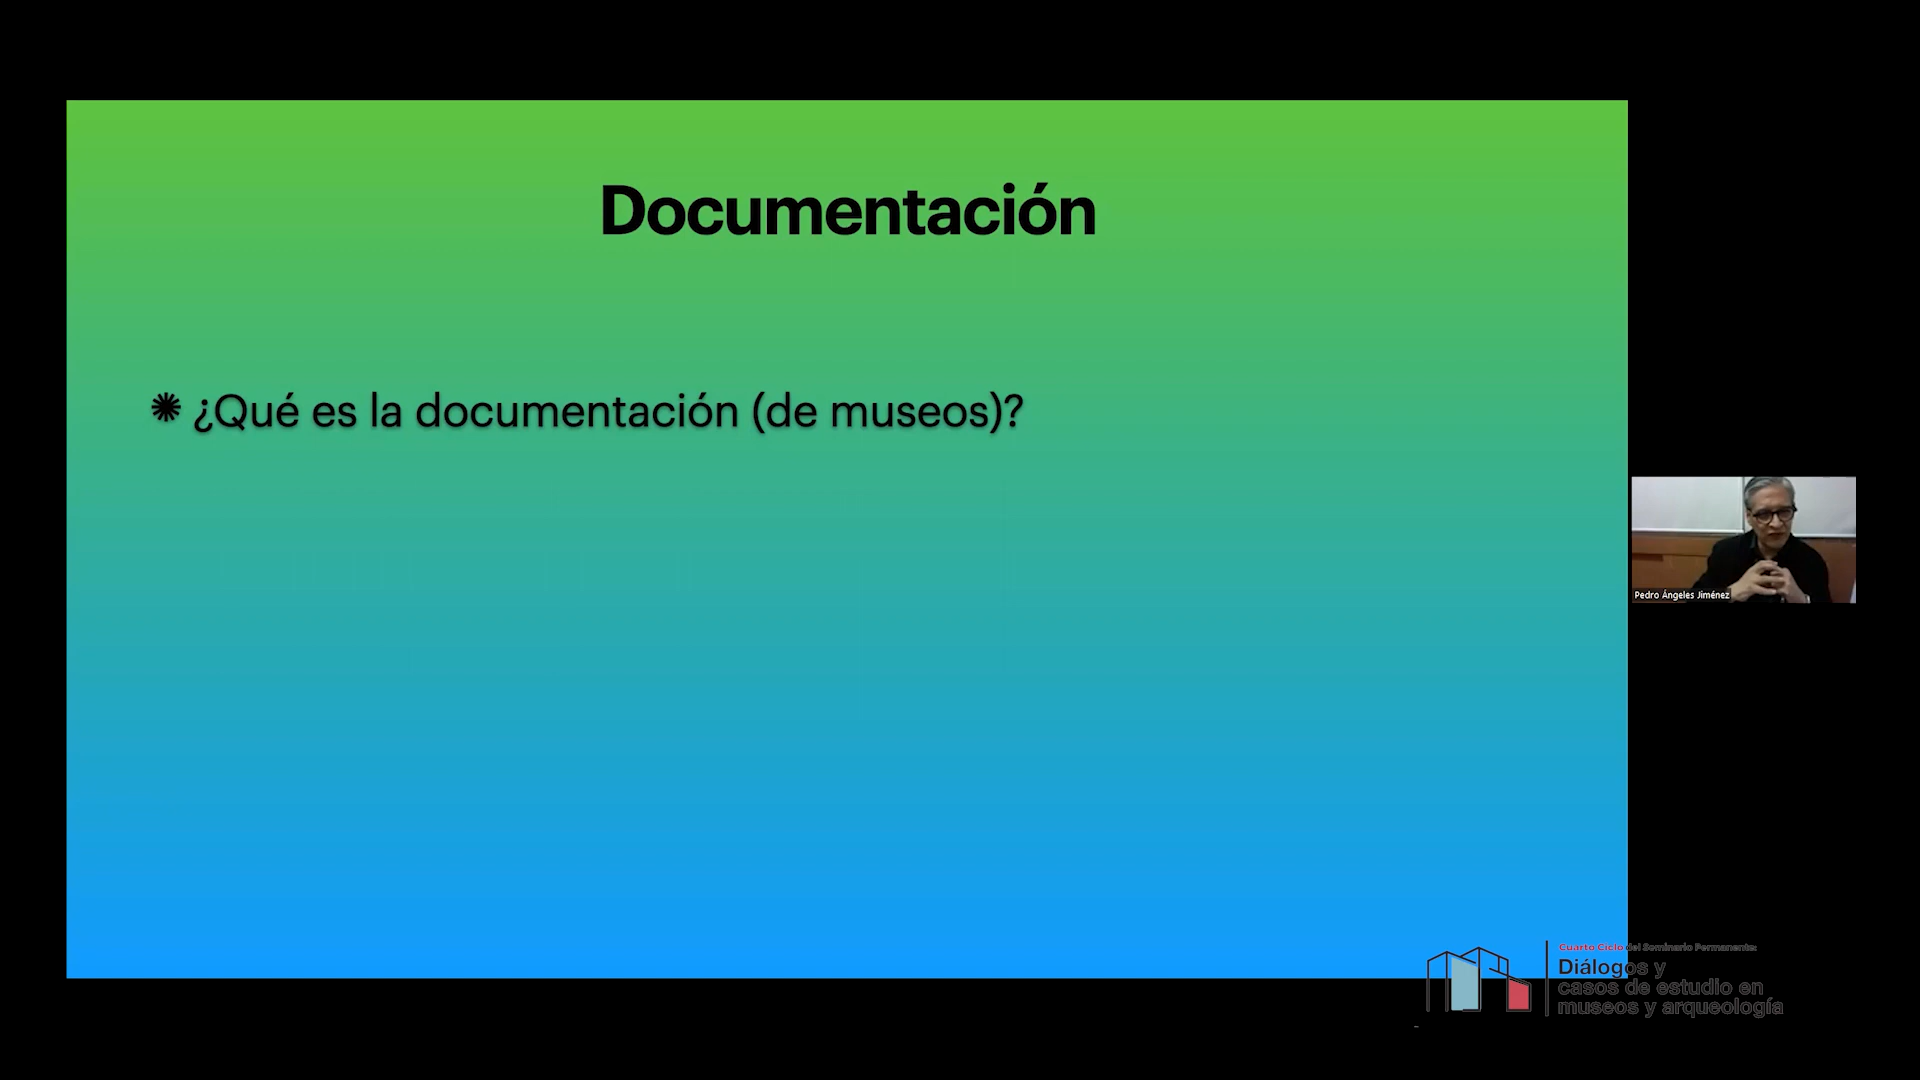 Documentación
✹ ¿Qué es la documentación (de museos)?
Pedro Ángeles Jiménez
Cuarto Ciclo del Seminario Permanente:
Diálogos y
casos de estudio en
museos y arqueología